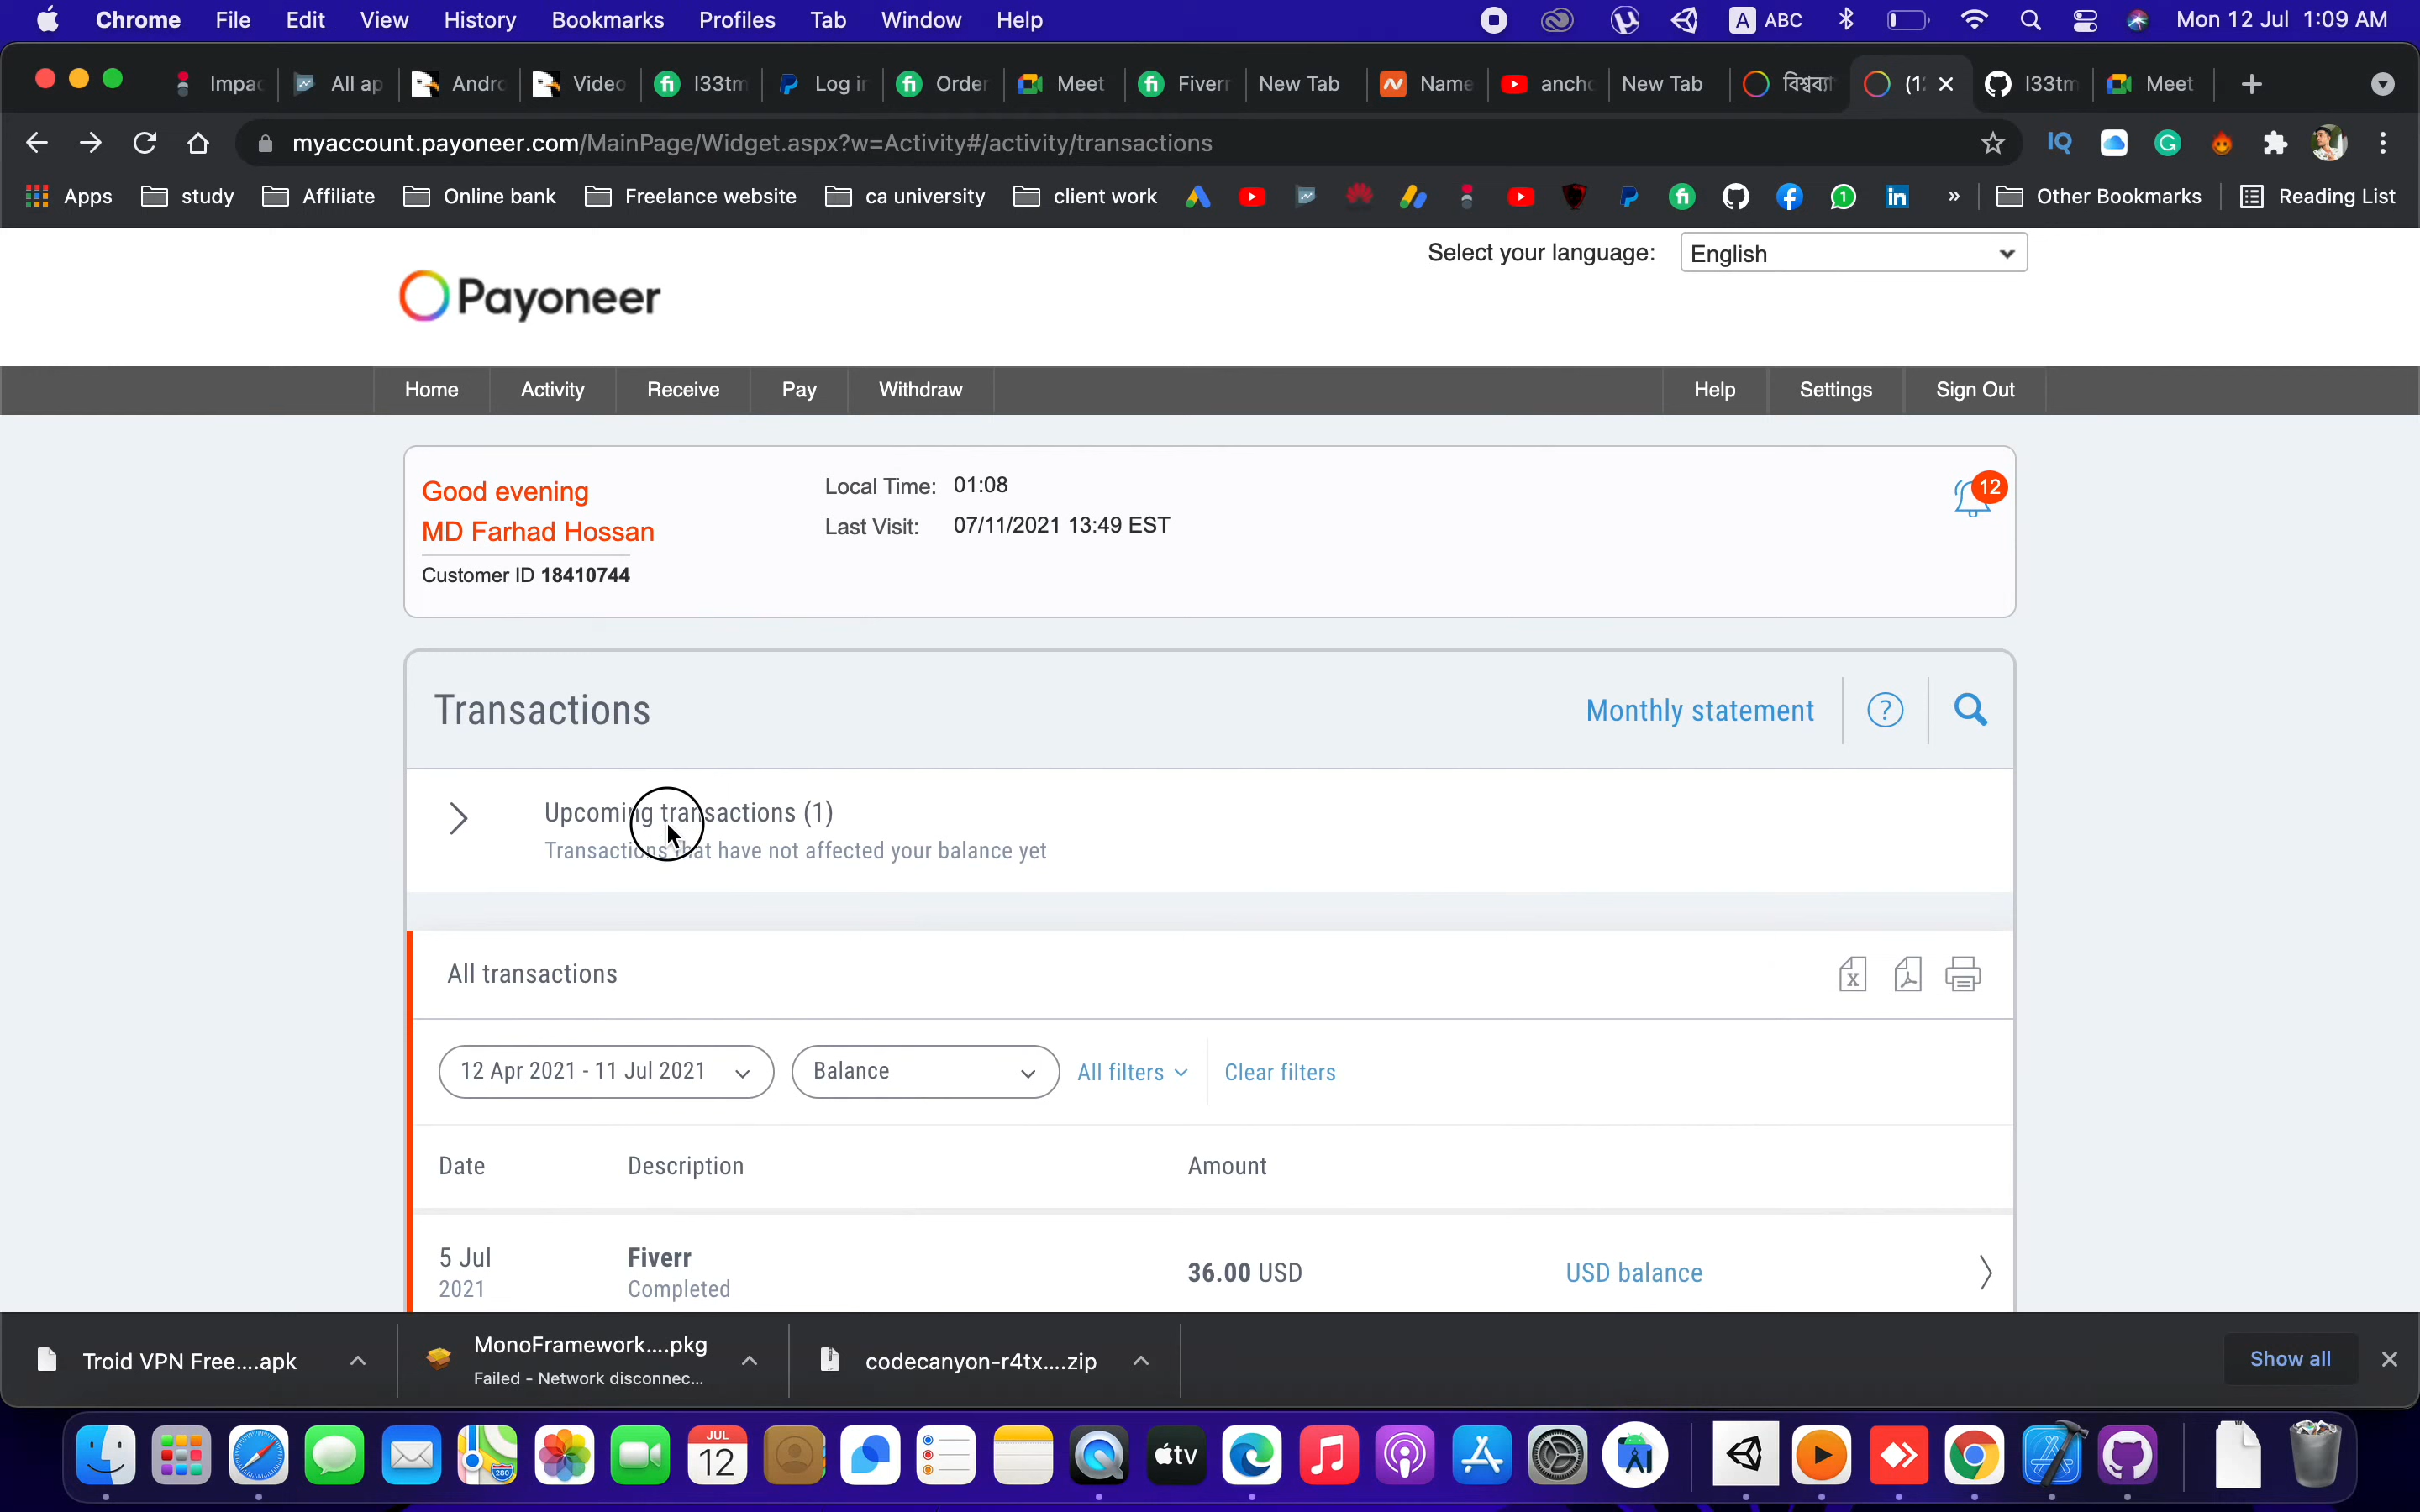 Chrome File Edit View History Bookmarks Profiles Tab Window Help A ABC Mon 12 Jul 1:09 AM
Impac All ap Andro Video l33tm Log in Order Meet Fiverr New Tab Name ancho New Tab (12 l33tm Meet
myaccount.payoneer.com/MainPage/Widget.aspx?w=Activity#/activity/transactions
Apps study Affiliate Online bank Freelance website ca university client work » Other Bookmarks Reading List
Select your language: English
Payoneer
Home Activity Receive Pay Withdraw Help Settings Sign Out
Good evening
MD Farhad Hossan
Customer ID 18410744
Local Time: 01:08
Last Visit: 07/11/2021 13:49 EST
12
Transactions Monthly statement ?
Upcoming transactions (1)
Transactions that have not affected your balance yet
All transactions
12 Apr 2021 - 11 Jul 2021 Balance All filters Clear filters
Date Description Amount
5 Jul Fiverr 36.00 USD USD balance
2021 Completed
Troid VPN Free....apk MonoFramework....pkg codecanyon-r4tx....zip Show all
Failed - Network disconnec...
JUL
12
tv